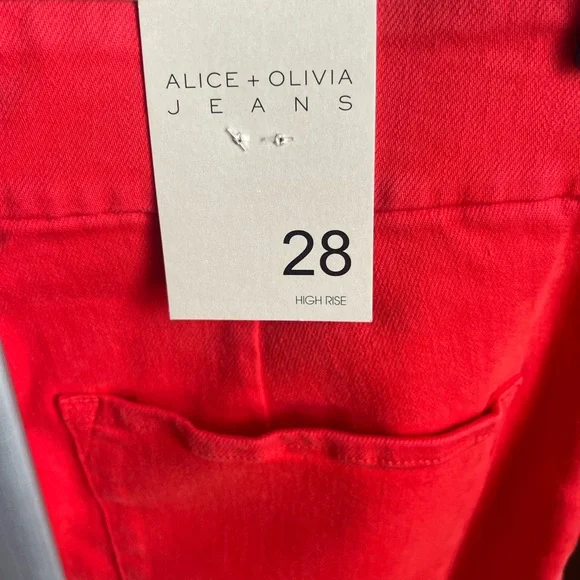 ALICE + OLIVIA
JEANS
28
HIGH RISE